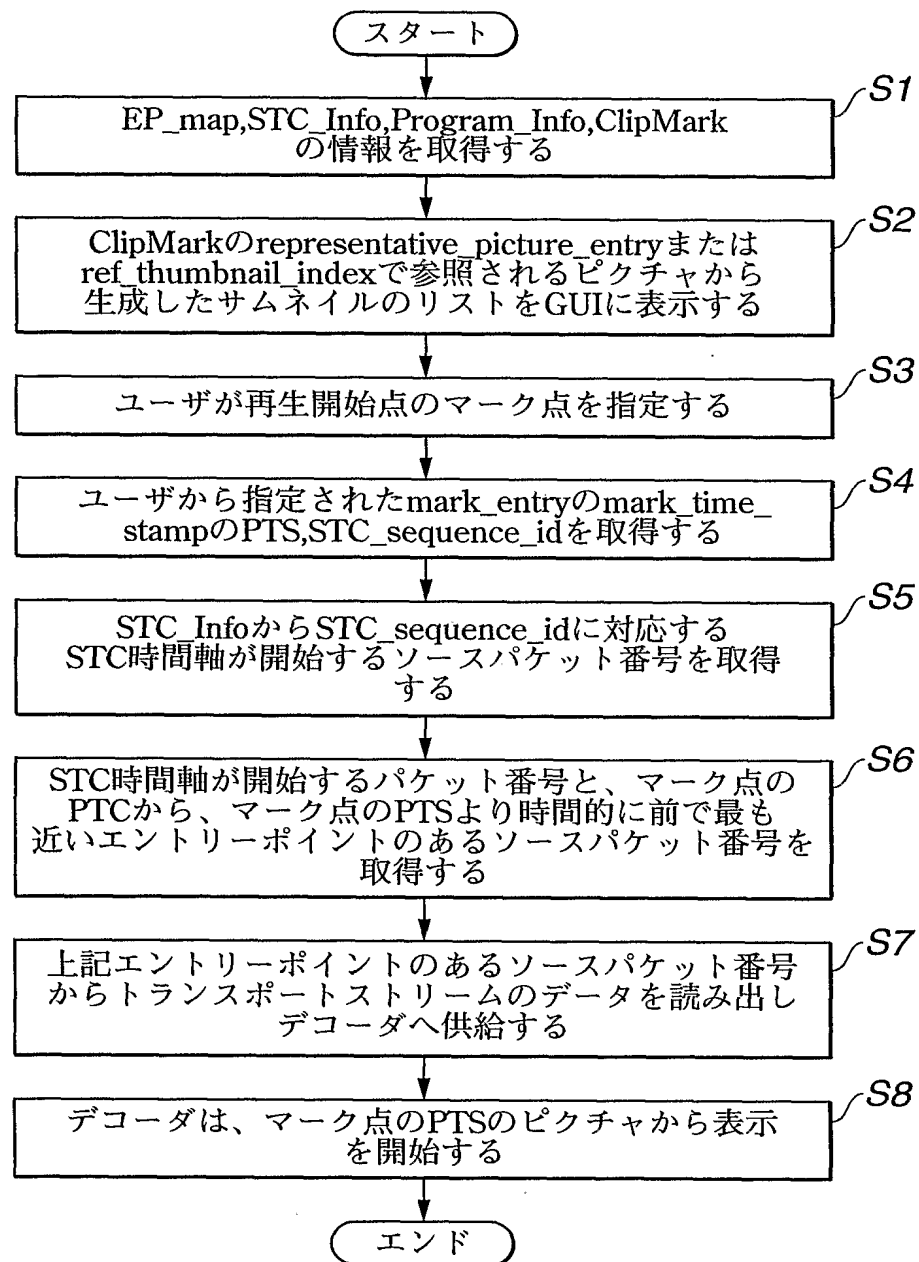 スタート
S1
EP_map,STC_Info,Program_Info,ClipMark
の情報を取得する
S2
ClipMarkのrepresentative_picture_entryまたは
ref_thumbnail_indexで参照されるピクチャから
生成したサムネイルのリストをGUIに表示する
S3
ユーザが再生開始点のマーク点を指定する
S4
ユーザから指定されたmark_entryのmark_time_
stampのPTS,STC_sequence_idを取得する
S5
STC_InfoからSTC_sequence_idに対応する
STC時間軸が開始するソースパケット番号を取得
する
S6
STC時間軸が開始するパケット番号と、マーク点の
PTCから、マーク点のPTSより時間的に前で最も
近いエントリーポイントのあるソースパケット番号を
取得する
S7
上記エントリーポイントのあるソースパケット番号
からトランスポートストリームのデータを読み出し
デコーダへ供給する
S8
デコーダは、マーク点のPTSのピクチャから表示
を開始する
エンド